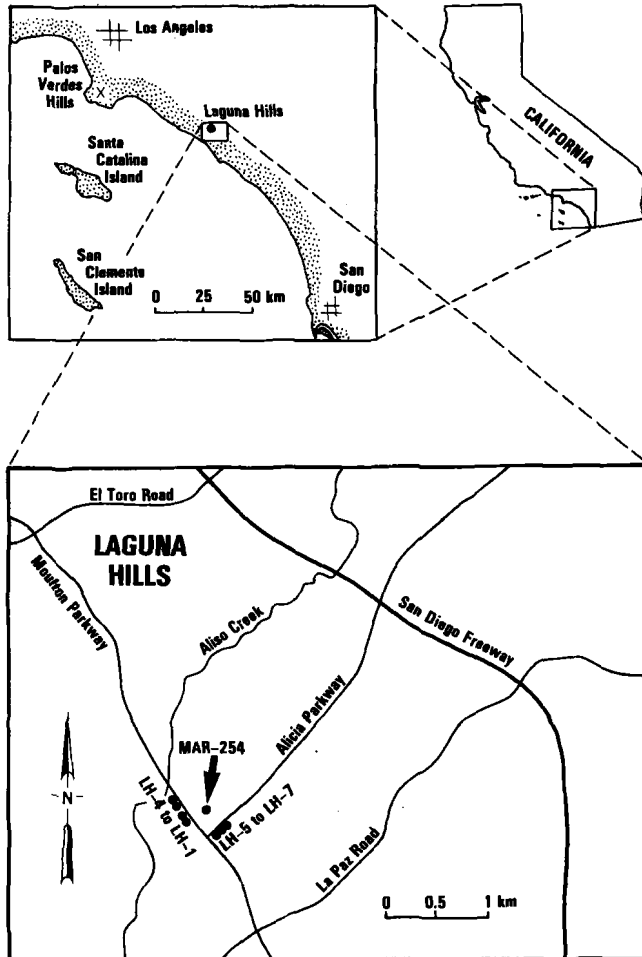 Los Angeles
Palos
Verdes
Hills
X
Laguna Hills
Santa
Catalina
Island
San
Clemente
Island
San
Diego
0 25 50 km
CALIFORNIA
El Toro Road
LAGUNA
HILLS
Moulton Parkway
Aliso Creek
San Diego Freeway
Alicia Parkway
MAR-254
N
LH-4 to LH-1
LH-5 to LH-7
La Paz Road
0 0.5 1 km